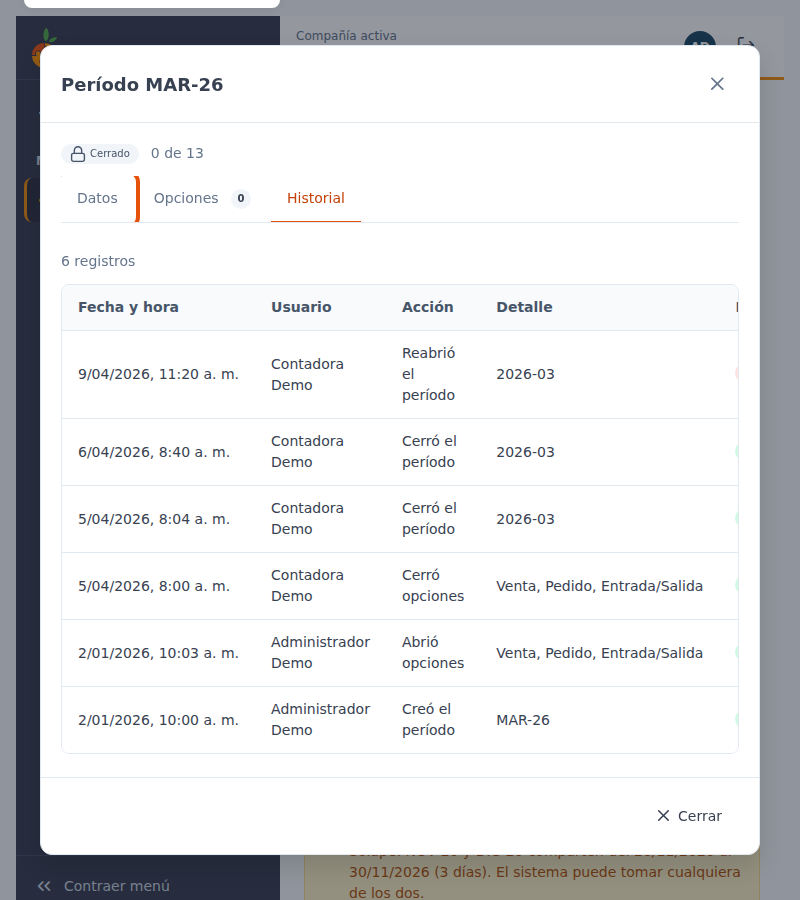 Compañía activa
Período MAR-26
Cerrado 0 de 13
Datos Opciones 0 Historial
6 registros
Fecha y hora Usuario Acción Detalle
9/04/2026, 11:20 a. m. Contadora Demo Reabrió el período 2026-03
6/04/2026, 8:40 a. m. Contadora Demo Cerró el período 2026-03
5/04/2026, 8:04 a. m. Contadora Demo Cerró el período 2026-03
5/04/2026, 8:00 a. m. Contadora Demo Cerró opciones Venta, Pedido, Entrada/Salida
2/01/2026, 10:03 a. m. Administrador Demo Abrió opciones Venta, Pedido, Entrada/Salida
2/01/2026, 10:00 a. m. Administrador Demo Creó el período MAR-26
Cerrar
Contraer menú
30/11/2026 (3 días). El sistema puede tomar cualquiera
de los dos.